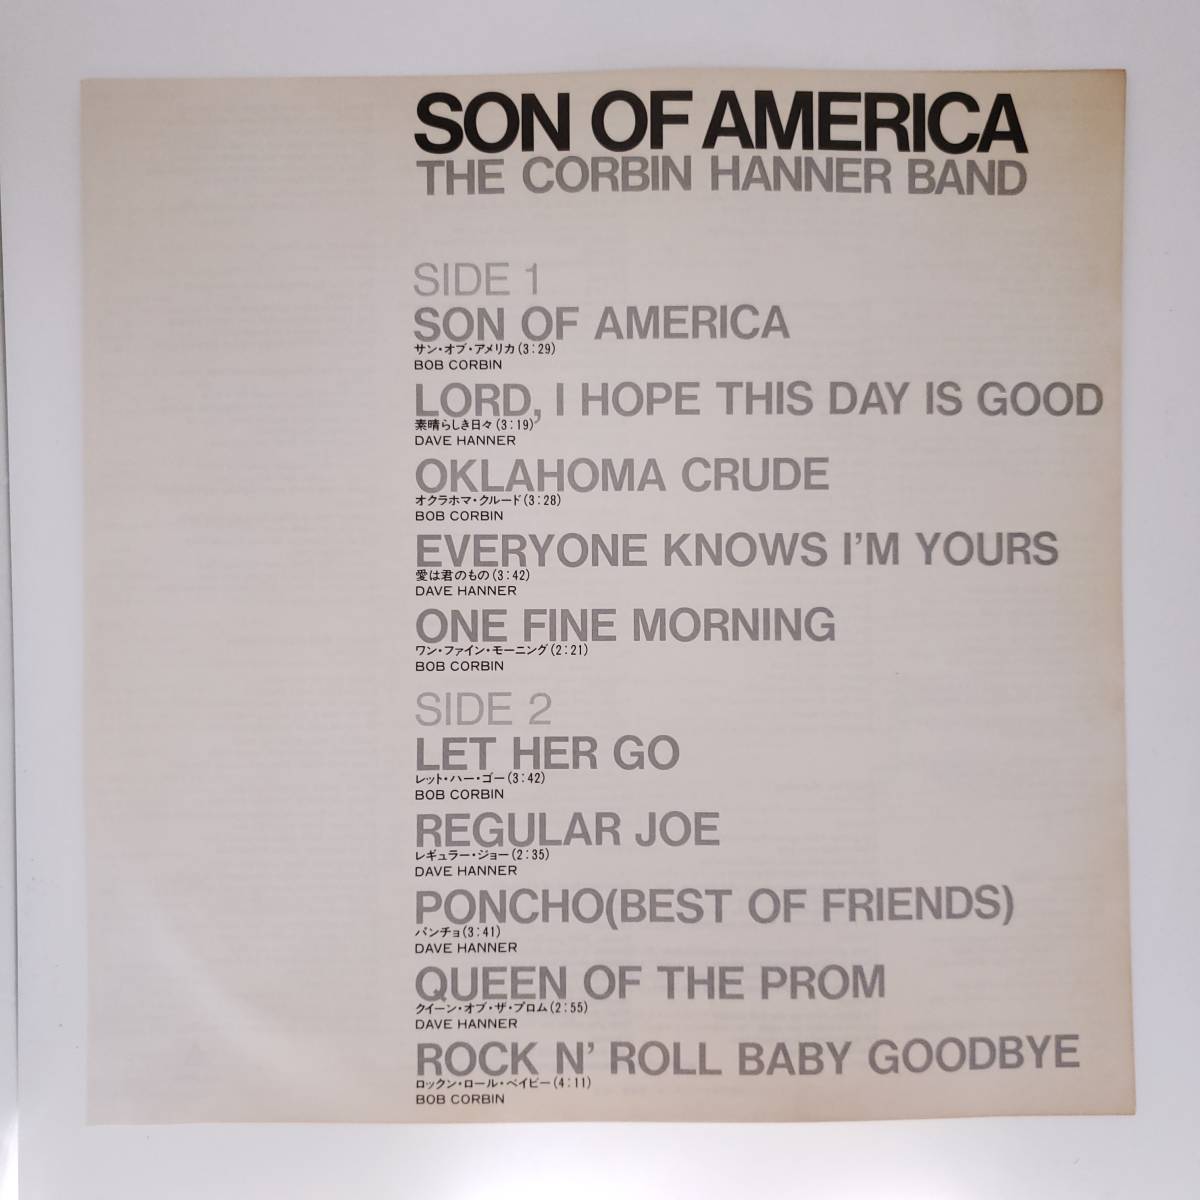 SON OF AMERICA
THE CORBIN HANNER BAND
SIDE 1
SON OF AMERICA
サン・オブ・アメリカ(3:29)
BOB CORBIN
LORD, I HOPE THIS DAY IS GOOD
素晴らしき日々(3:19)
DAVE HANNER
OKLAHOMA CRUDE
オクラホマ・クルード(3:28)
BOB CORBIN
EVERYONE KNOWS I'M YOURS
愛は君のもの(3:42)
DAVE HANNER
ONE FINE MORNING
ワン・ファイン・モーニング(2:21)
BOB CORBIN
SIDE 2
LET HER GO
レット・ハー・ゴー(3:42)
BOB CORBIN
REGULAR JOE
レギュラー・ジョー(2:35)
DAVE HANNER
PONCHO(BEST OF FRIENDS)
パンチョ(3:41)
DAVE HANNER
QUEEN OF THE PROM
クイーン・オブ・ザ・プロム(2:55)
DAVE HANNER
ROCK N' ROLL BABY GOODBYE
ロックン・ロール・ベイビー(4:11)
BOB CORBIN